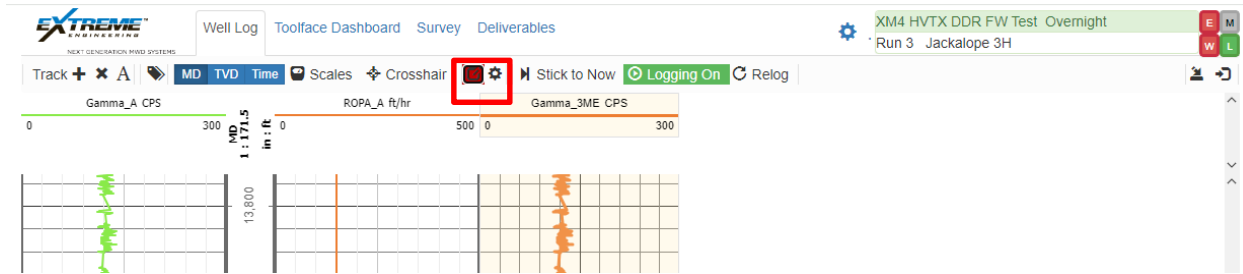 EXTREME™
ENGINEERING
NEXT GENERATION MWD SYSTEMS
Well Log Toolface Dashboard Survey Deliverables
XM4 HVTX DDR FW Test Overnight
Run 3 Jackalope 3H
E M
W L
Track A MD TVD Time Scales Crosshair Stick to Now Logging On Relog
Gamma_A CPS
0 300
MD
1 : 171.5
in : ft
ROPA_A ft/hr
0 500
Gamma_3ME CPS
0 300
13,800